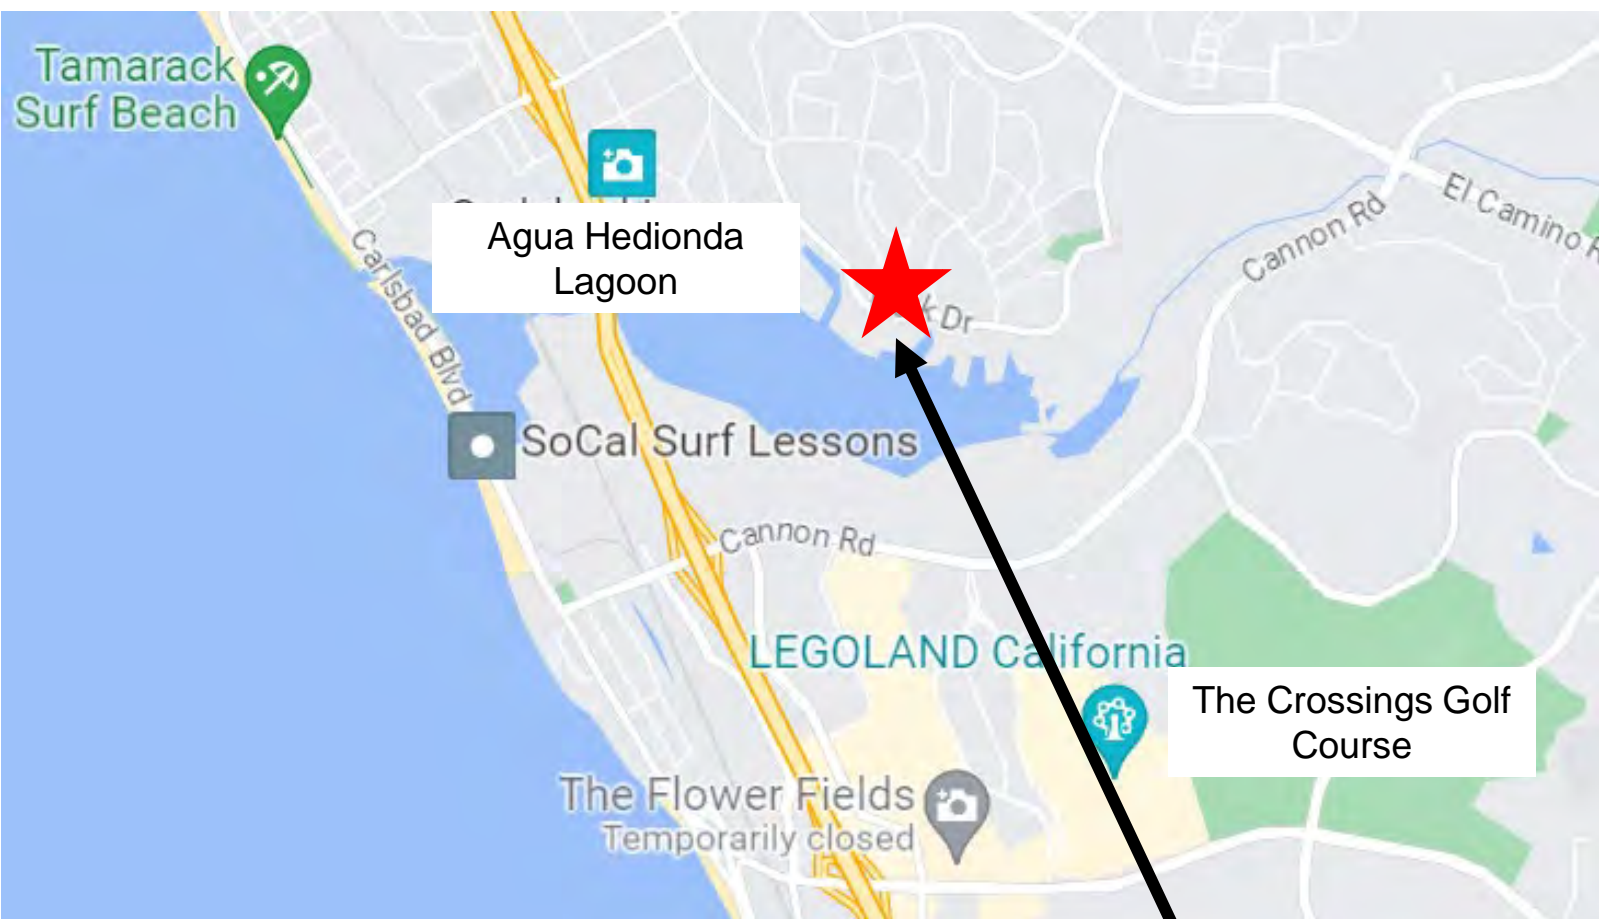 Tamarack
Surf Beach
Agua Hedionda
Lagoon
Carlsbad Blvd
Dr
Cannon Rd
El Camino
SoCal Surf Lessons
Cannon Rd
LEGOLAND California
The Crossings Golf
Course
The Flower Fields
Temporarily closed